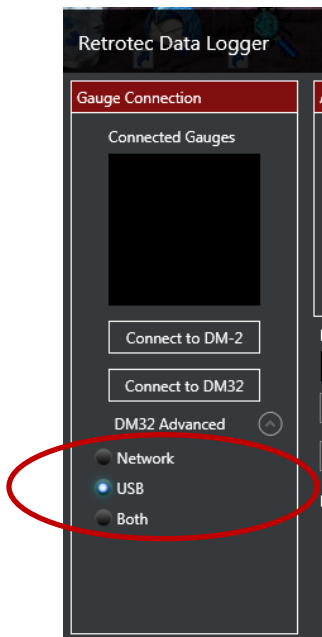 Retrotec Data Logger
Gauge Connection
Connected Gauges
Connect to DM-2
Connect to DM32
DM32 Advanced
Network
USB
Both